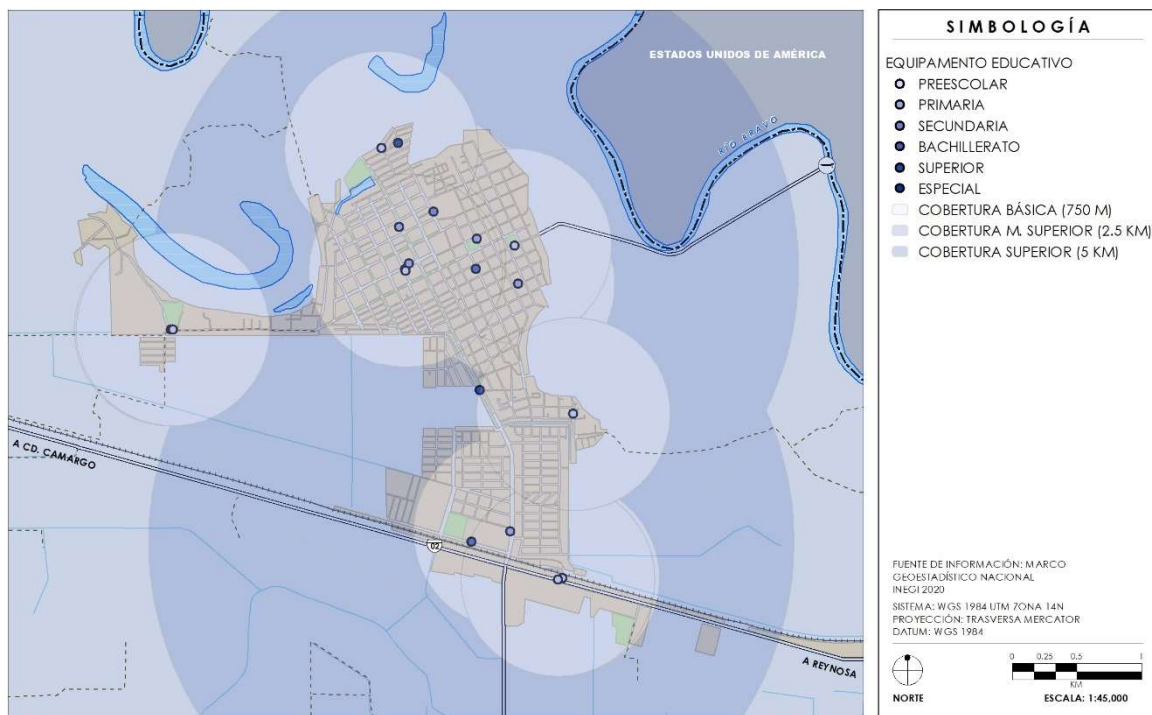 ESTADOS UNIDOS DE AMÉRICA
RÍO BRAVO
A CD. CAMARGO
02
A REYNOSA
SIMBOLOGÍA
EQUIPAMENTO EDUCATIVO
PREESCOLAR
PRIMARIA
SECUNDARIA
BACHILLERATO
SUPERIOR
ESPECIAL
COBERTURA BÁSICA (750 M)
COBERTURA M. SUPERIOR (2.5 KM)
COBERTURA SUPERIOR (5 KM)
FUENTE DE INFORMACIÓN: MARCO
GEOESTADÍSTICO NACIONAL
INEGI 2020
SISTEMA: WGS 1984 UTM ZONA 14N
PROYECCIÓN: TRASVERSA MERCATOR
DATUM: WGS 1984
0 0.25 0.5 1
KM
NORTE
ESCALA: 1:45,000